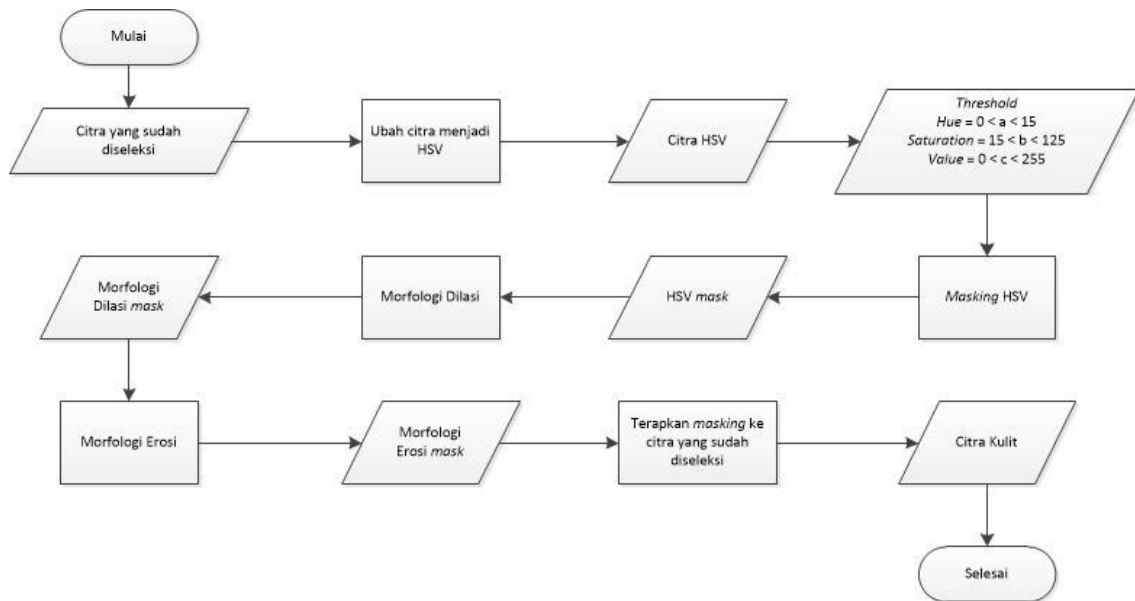 Mulai
Citra yang sudah
diseleksi
Ubah citra menjadi
HSV
Citra HSV
Threshold
Hue = 0 < a < 15
Saturation = 15 < b < 125
Value = 0 < c < 255
Masking HSV
HSV mask
Morfologi Dilasi
Morfologi
Dilasi mask
Morfologi Erosi
Morfologi
Erosi mask
Terapkan masking ke
citra yang sudah
diseleksi
Citra Kulit
Selesai